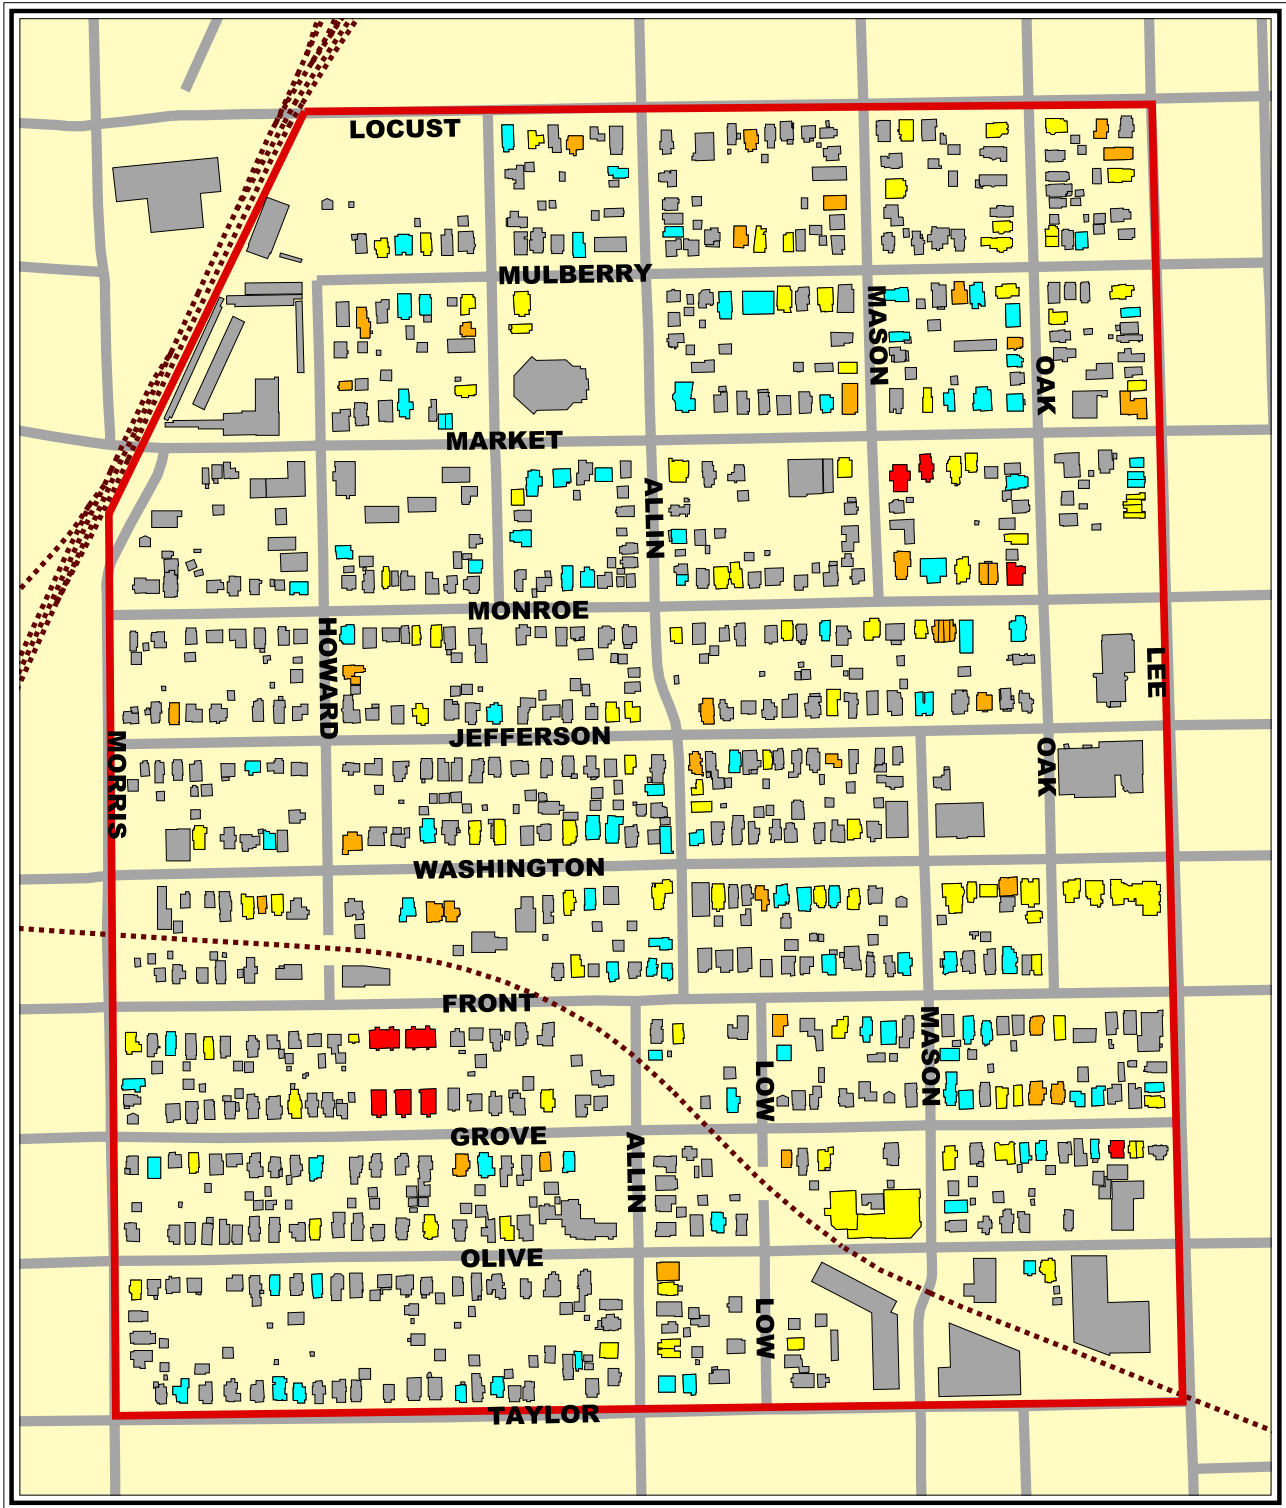 LOCUST
MULBERRY
MASON
OAK
MARKET
ALLIN
MONROE
HOWARD
LEE
MORRIS
JEFFERSON
OAK
WASHINGTON
FRONT
MASON
LOW
GROVE
ALLIN
OLIVE
LOW
TAYLOR